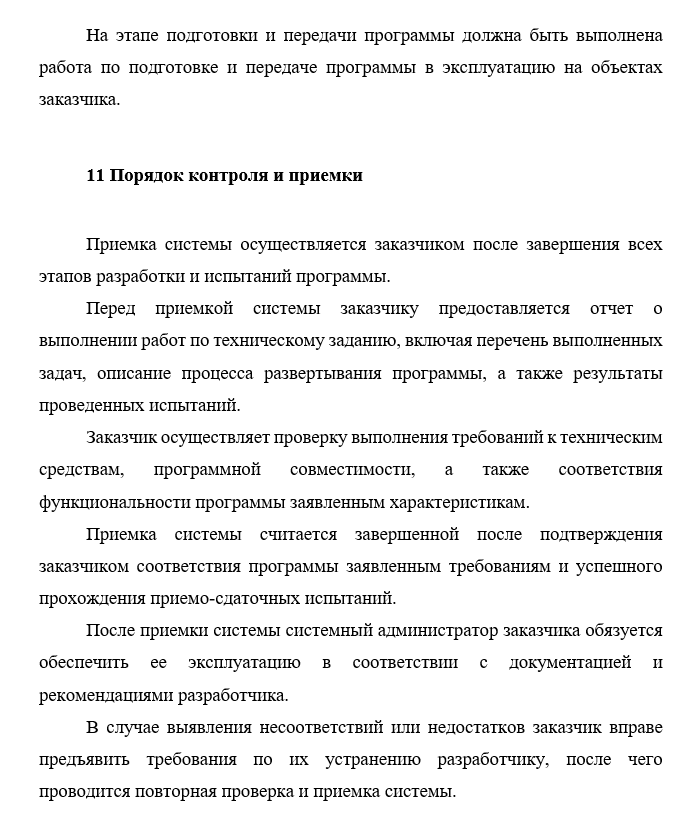 На этапе подготовки и передачи программы должна быть выполнена
работа по подготовке и передаче программы в эксплуатацию на объектах
заказчика.
11 Порядок контроля и приемки
Приемка системы осуществляется заказчиком после завершения всех
этапов разработки и испытаний программы.
Перед приемкой системы заказчику предоставляется отчет о
выполнении работ по техническому заданию, включая перечень выполненных
задач, описание процесса развертывания программы, а также результаты
проведенных испытаний.
Заказчик осуществляет проверку выполнения требований к техническим
средствам, программной совместимости, а также соответствия
функциональности программы заявленным характеристикам.
Приемка системы считается завершенной после подтверждения
заказчиком соответствия программы заявленным требованиям и успешного
прохождения приемо-сдаточных испытаний.
После приемки системы системный администратор заказчика обязуется
обеспечить ее эксплуатацию в соответствии с документацией и
рекомендациями разработчика.
В случае выявления несоответствий или недостатков заказчик вправе
предъявить требования по их устранению разработчику, после чего
проводится повторная проверка и приемка системы.